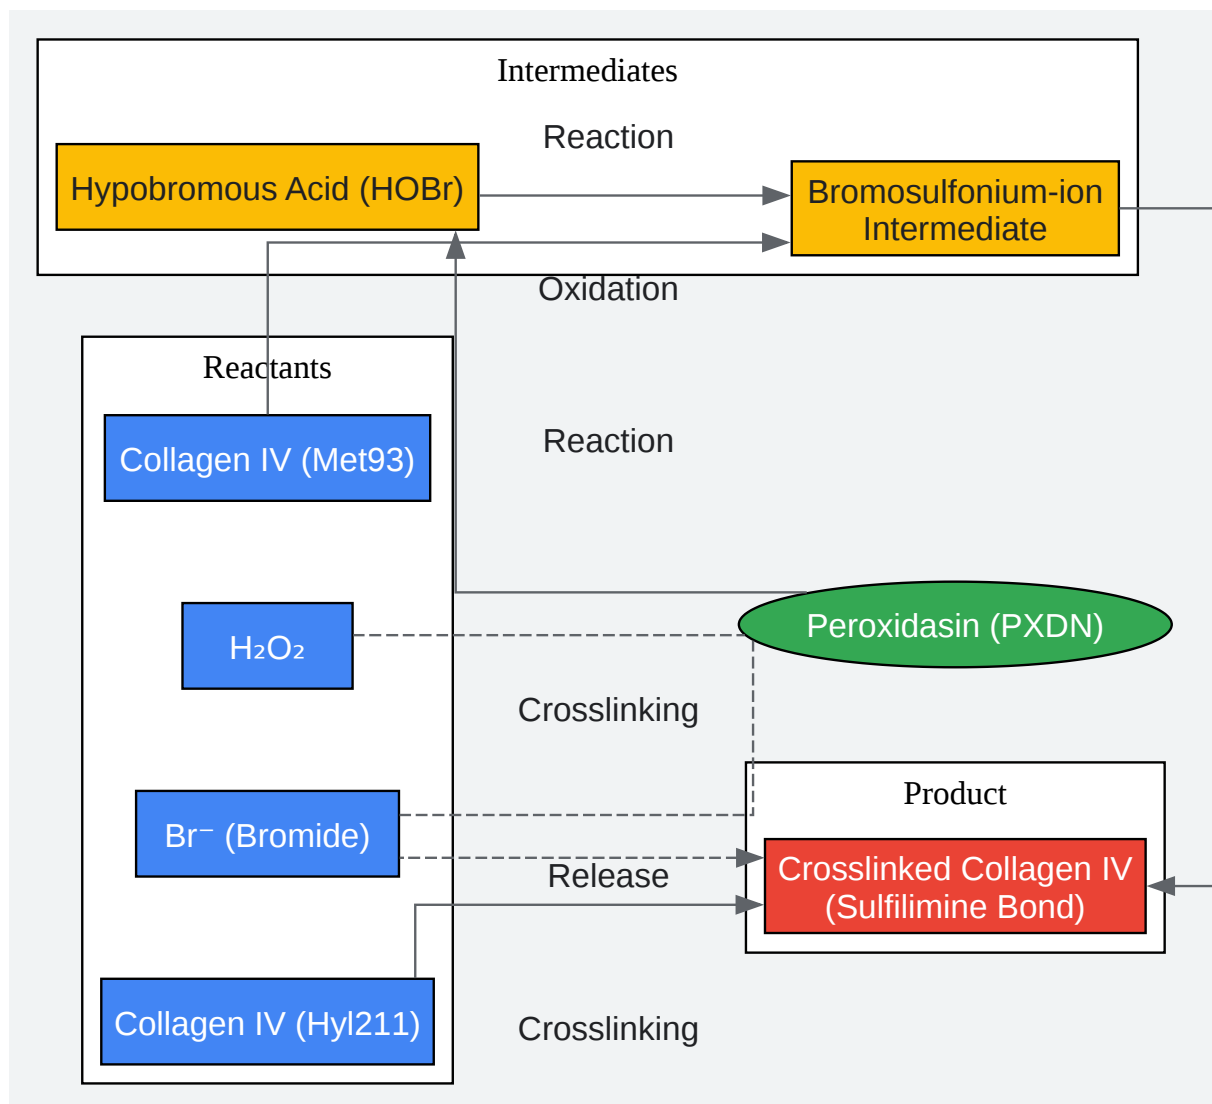 Intermediates
Reaction
Hypobromous Acid (HOBr)
Bromosulfonium-ion
Intermediate
Oxidation
Reactants
Reaction
Collagen IV (Met93)
Peroxidasin (PXDN)
H₂O₂
Crosslinking
Product
Br⁻ (Bromide)
Crosslinked Collagen IV
(Sulfilimine Bond)
Release
Collagen IV (Hyl211)
Crosslinking